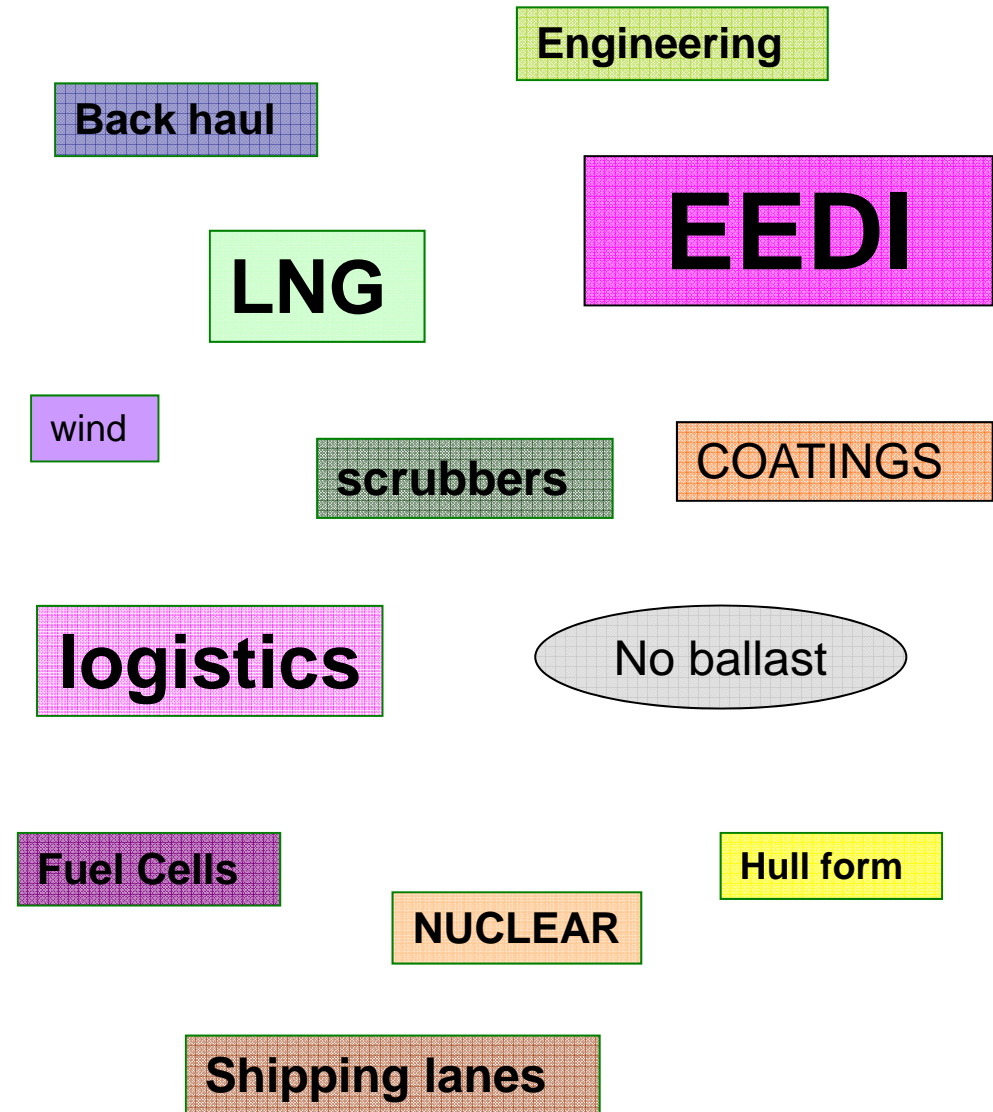 Engineering
Back haul
EEDI
LNG
wind
COATINGS
scrubbers
logistics
No ballast
Fuel Cells
Hull form
NUCLEAR
Shipping lanes